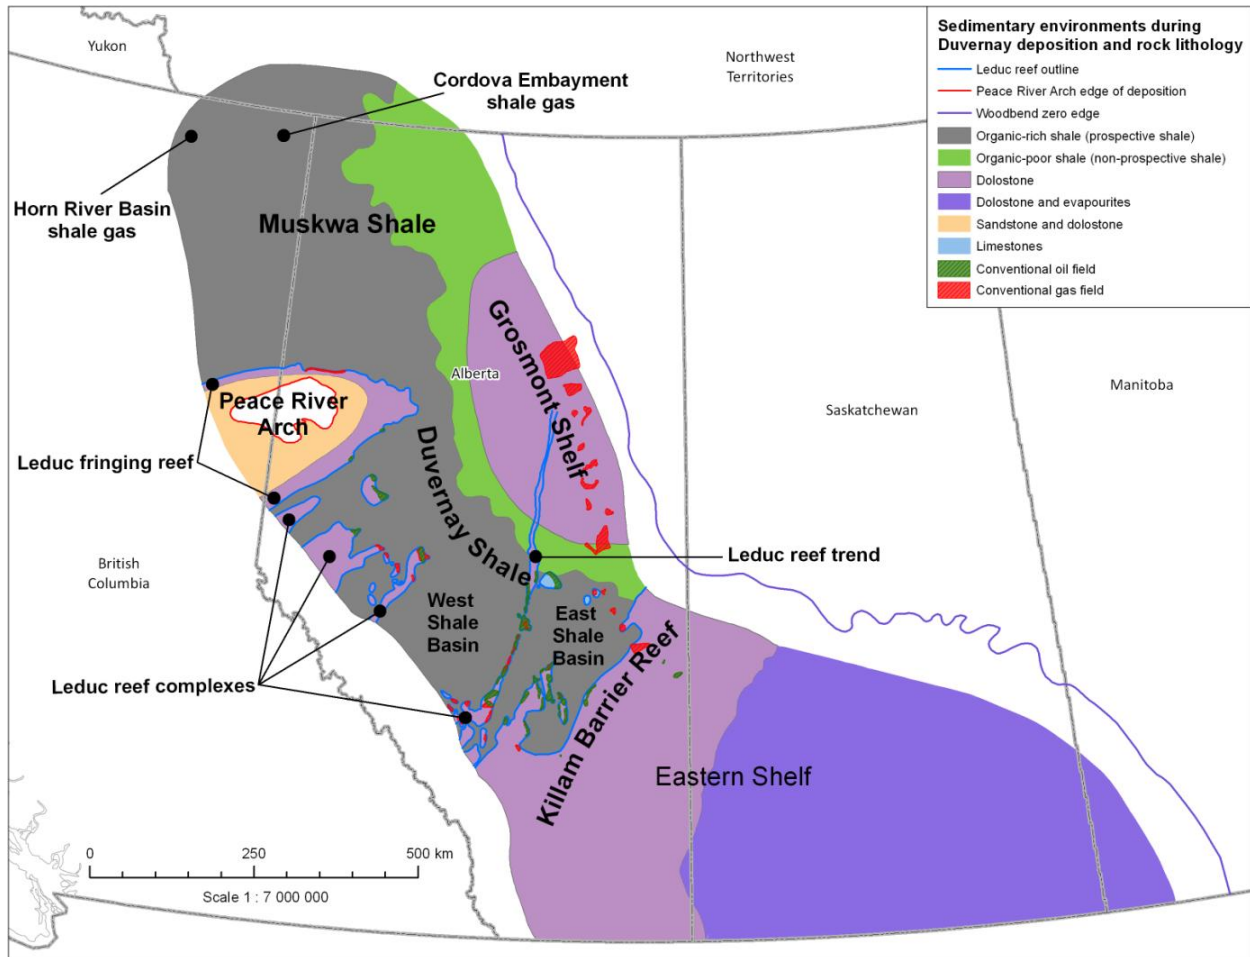 Yukon
Northwest
Territories
Cordova Embayment
shale gas
Horn River Basin
shale gas
Muskwa Shale
Grosmont Shelf
Alberta
Saskatchewan
Manitoba
Peace River
Arch
Leduc fringing reef
Duvernay Shale
British
Columbia
Leduc reef trend
West
Shale
Basin
East
Shale
Basin
Killam Barrier Reef
Leduc reef complexes
Eastern Shelf
0 250 500 km
Scale 1 : 7 000 000
Sedimentary environments during
Duvernay deposition and rock lithology
Leduc reef outline
Peace River Arch edge of deposition
Woodbend zero edge
Organic-rich shale (prospective shale)
Organic-poor shale (non-prospective shale)
Dolostone
Dolostone and evapourites
Sandstone and dolostone
Limestones
Conventional oil field
Conventional gas field